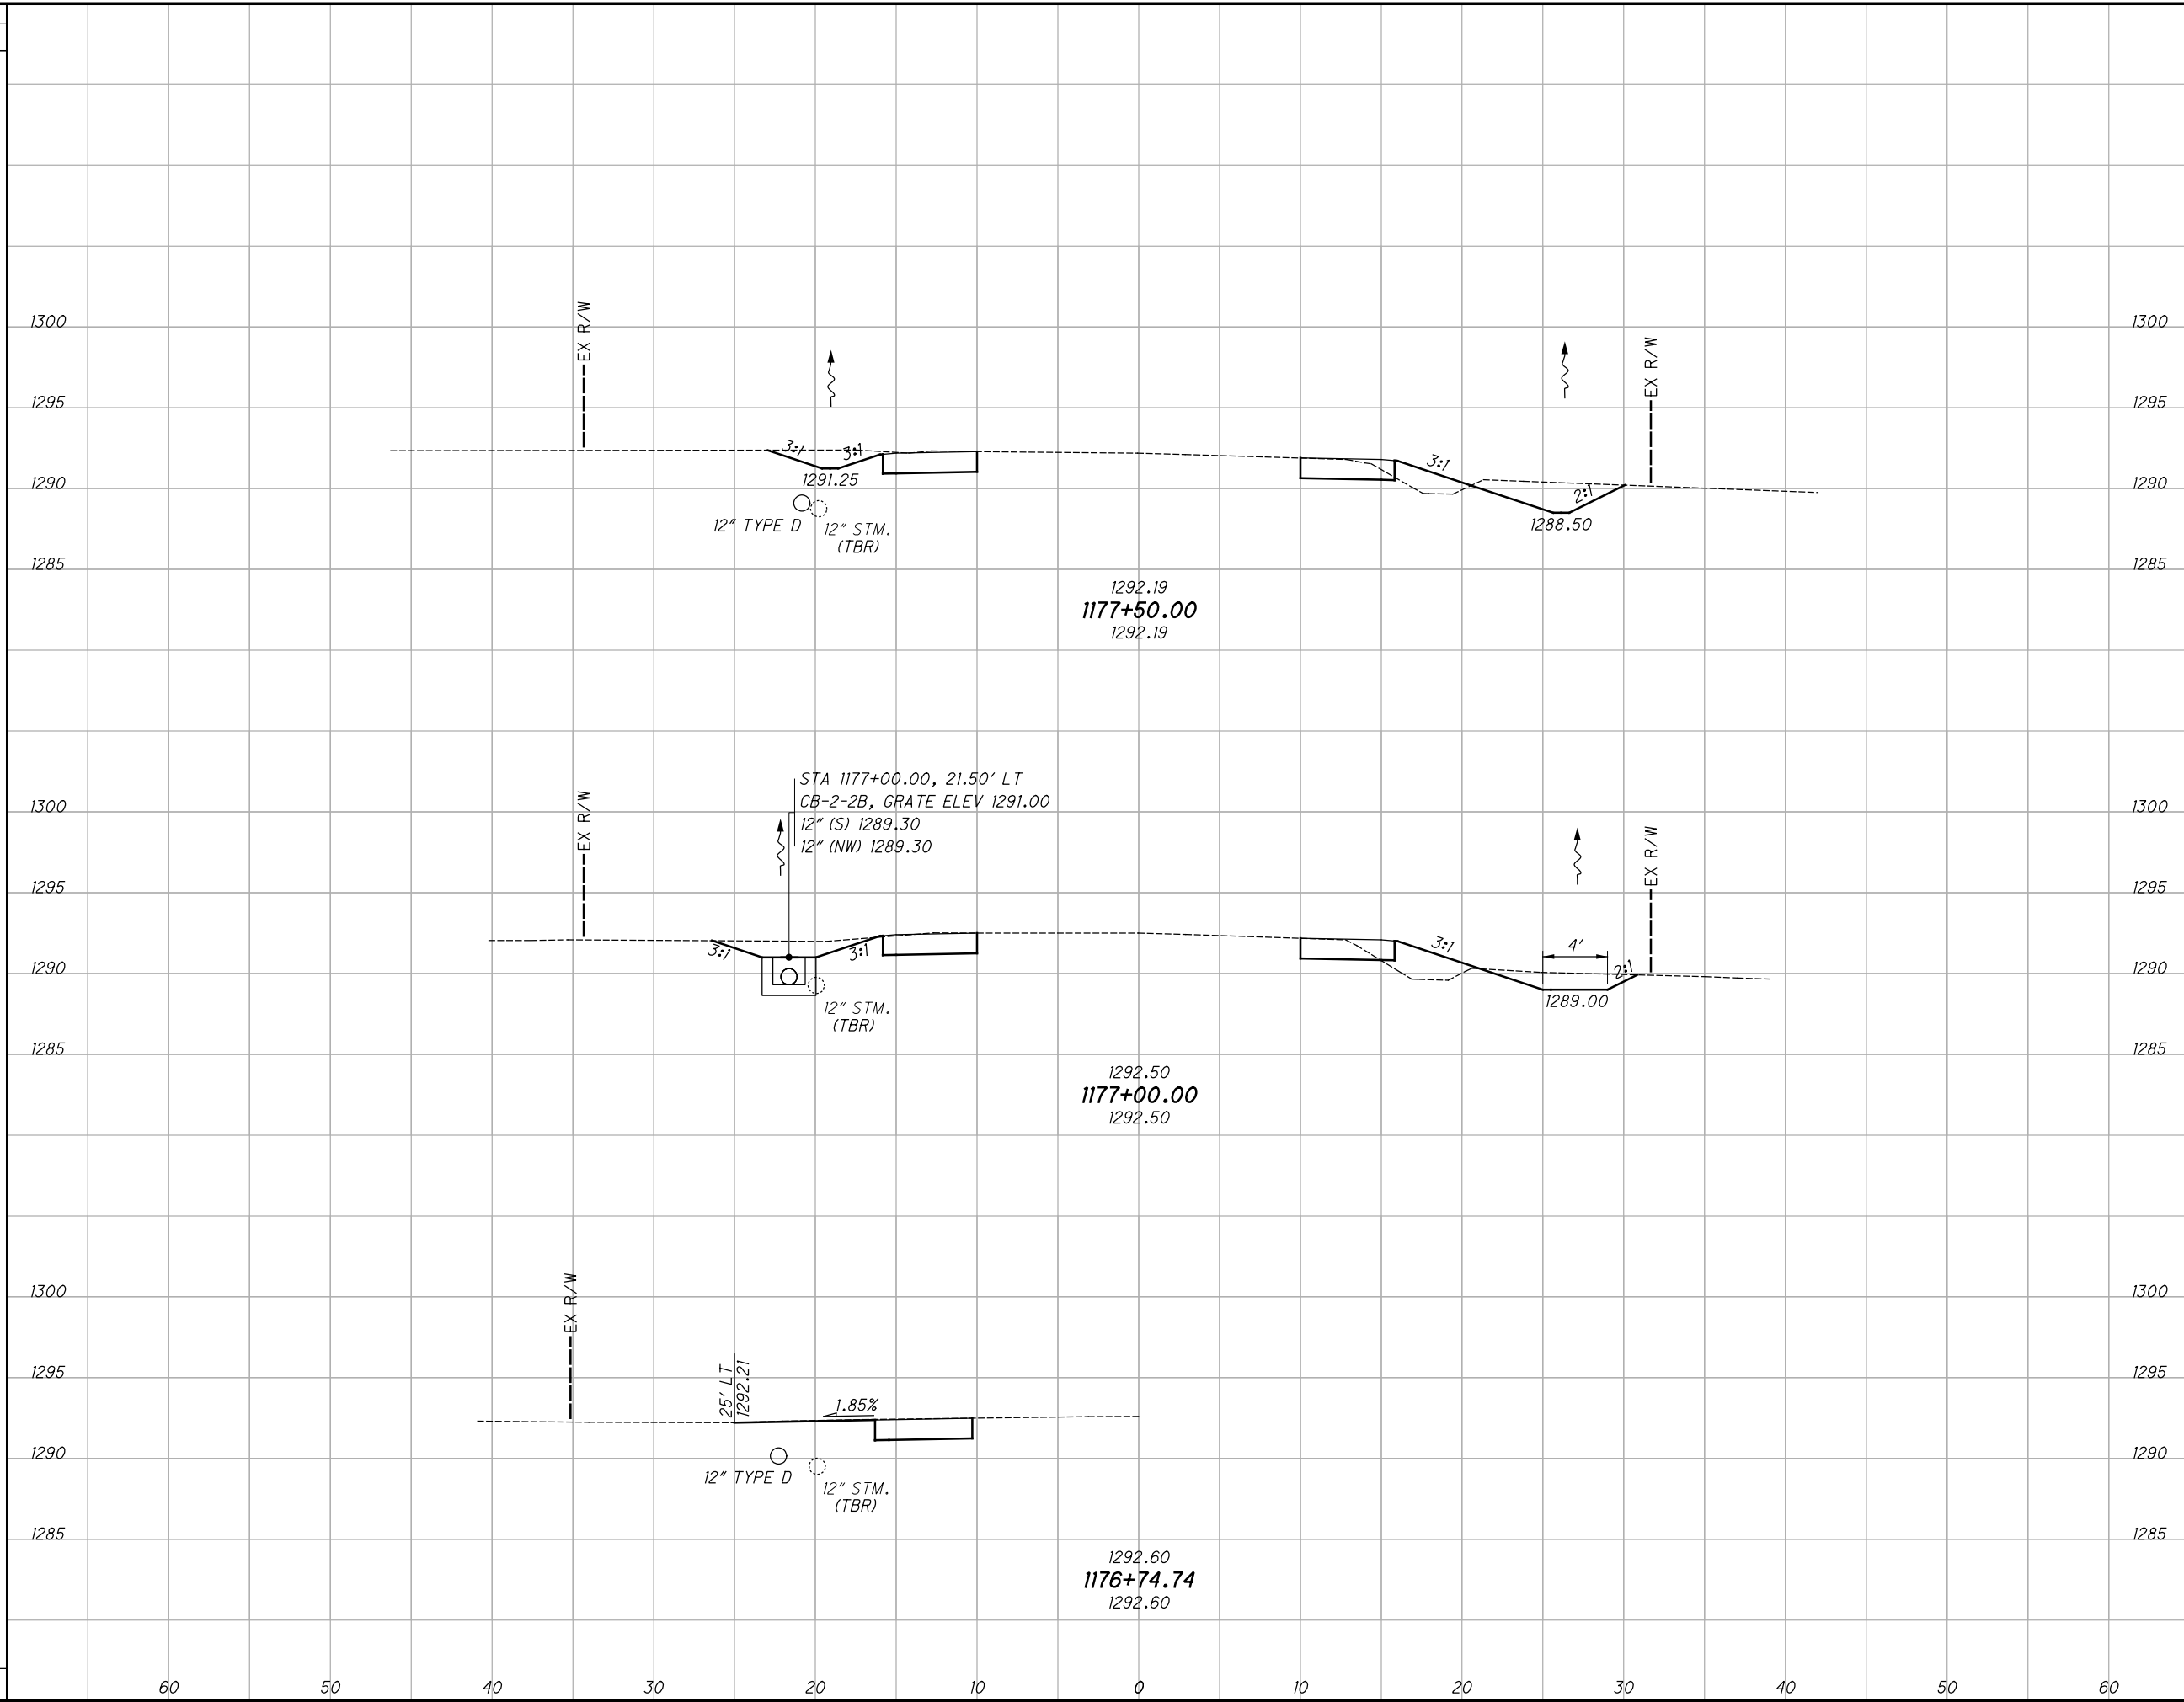 EX R/W
EX R/W
1300
1300
1295
1295
3:1
3:1
3:1
1290
2:1
1290
1291.25
1288.50
12" TYPE D
12" STM.
(TBR)
1285
1285
1292.19
1177+50.00
1292.19
STA 1177+00.00, 21.50' LT
CB-2-2B, GRATE ELEV 1291.00
12" (S) 1289.30
12" (NW) 1289.30
EX R/W
EX R/W
1300
1300
1295
1295
3:1
3:1
3:1
4'
2:1
1290
1290
1289.00
12" STM.
(TBR)
1285
1285
1292.50
1177+00.00
1292.50
EX R/W
1300
1300
1295
1295
25' LT
1292.21
1.85%
1290
1290
12" TYPE D
12" STM.
(TBR)
1285
1285
1292.60
1176+74.74
1292.60
60 50 40 30 20 10 0 10 20 30 40 50 60